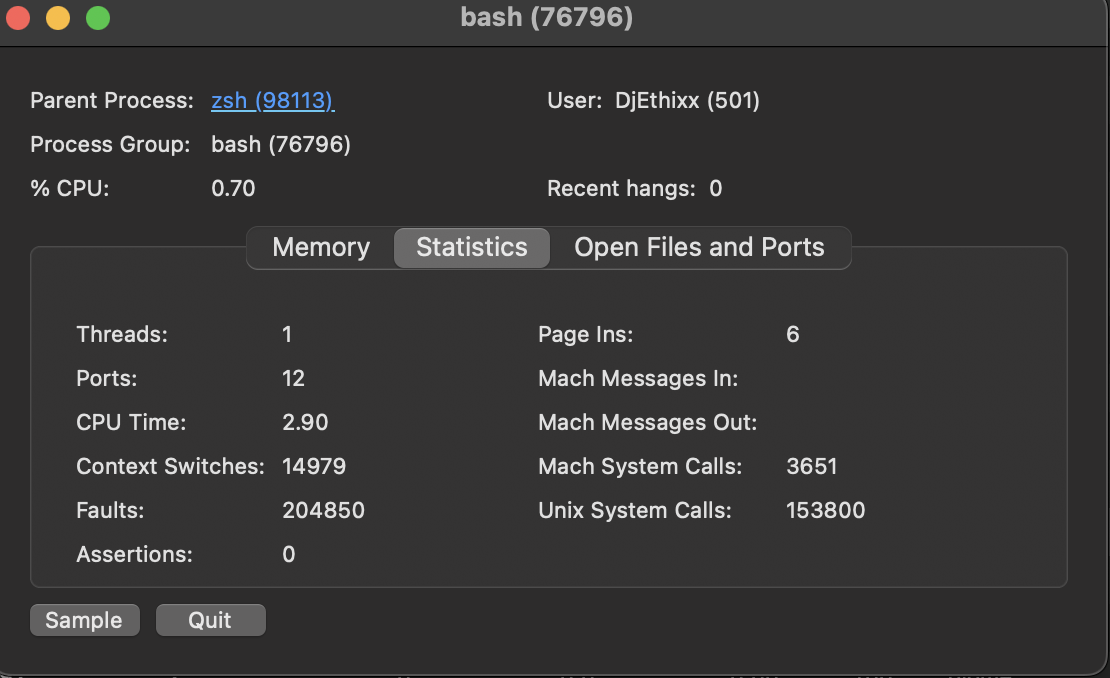 bash (76796)
Parent Process: zsh (98113) User: DjEthixx (501)
Process Group: bash (76796)
% CPU: 0.70 Recent hangs: 0
Memory Statistics Open Files and Ports
Threads: 1 Page Ins: 6
Ports: 12 Mach Messages In:
CPU Time: 2.90 Mach Messages Out:
Context Switches: 14979 Mach System Calls: 3651
Faults: 204850 Unix System Calls: 153800
Assertions: 0
Sample Quit